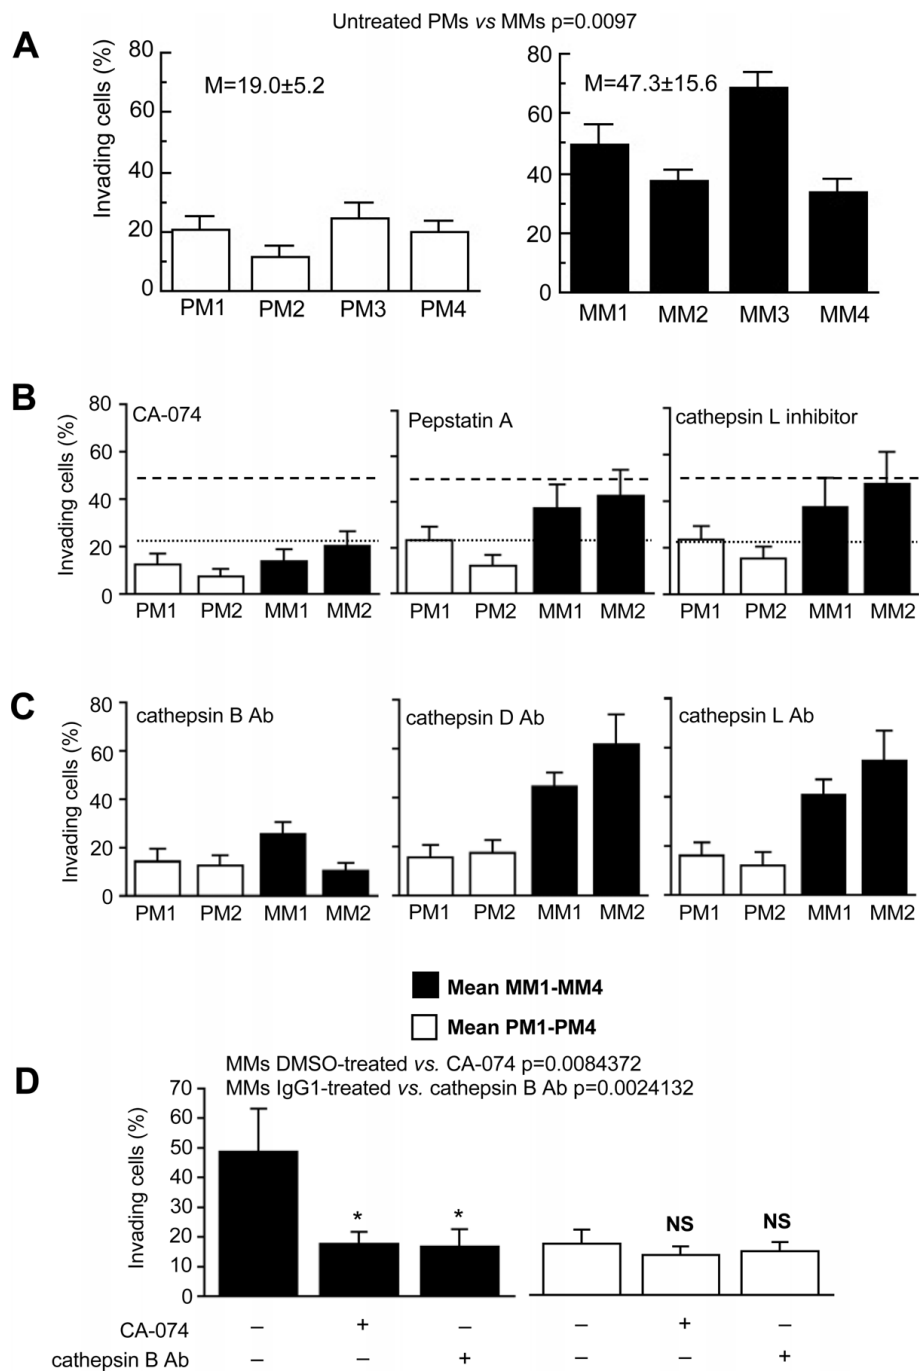 Untreated PMs vs MMs p=0.0097
A
Invading cells (%)
80
60
40
20
0
M=19.0±5.2
PM1 PM2 PM3 PM4
80
60
40
20
0
M=47.3±15.6
MM1 MM2 MM3 MM4
B
Invading cells (%)
80
60
40
20
0
CA-074
PM1 PM2 MM1 MM2
Pepstatin A
PM1 PM2 MM1 MM2
cathepsin L inhibitor
PM1 PM2 MM1 MM2
C
Invading cells (%)
80
60
40
20
0
cathepsin B Ab
PM1 PM2 MM1 MM2
cathepsin D Ab
PM1 PM2 MM1 MM2
cathepsin L Ab
PM1 PM2 MM1 MM2
Mean MM1-MM4
Mean PM1-PM4
D
MMs DMSO-treated vs. CA-074 p=0.0084372
MMs IgG1-treated vs. cathepsin B Ab p=0.0024132
Invading cells (%)
70
60
50
40
30
20
10
0
* * NS NS
CA-074 – + – – + –
cathepsin B Ab – – + – – +